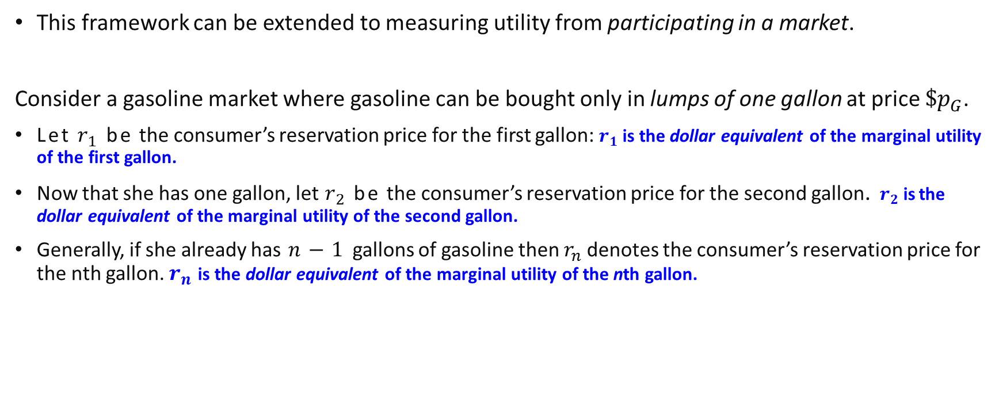 • This framework can be extended to measuring utility from participating in a market.
Consider a gasoline market where gasoline can be bought only in lumps of one gallon at price $p_G.
• Let r_1 be the consumer’s reservation price for the first gallon: r_1 is the dollar equivalent of the marginal utility
of the first gallon.
• Now that she has one gallon, let r_2 be the consumer’s reservation price for the second gallon. r_2 is the
dollar equivalent of the marginal utility of the second gallon.
• Generally, if she already has n − 1 gallons of gasoline then r_n denotes the consumer’s reservation price for
the nth gallon. r_n is the dollar equivalent of the marginal utility of the nth gallon.